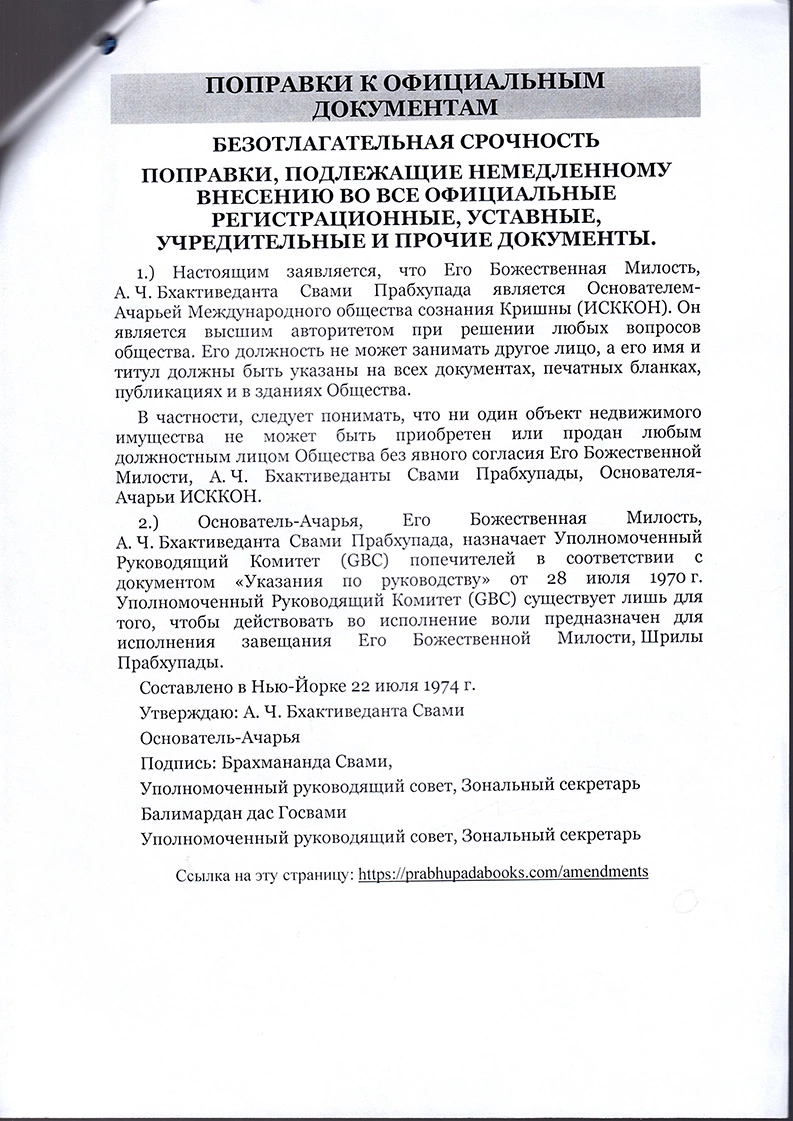 ПОПРАВКИ К ОФИЦИАЛЬНЫМ
ДОКУМЕНТАМ
БЕЗОТЛАГАТЕЛЬНАЯ СРОЧНОСТЬ
ПОПРАВКИ, ПОДЛЕЖАЩИЕ НЕМЕДЛЕННОМУ
ВНЕСЕНИЮ ВО ВСЕ ОФИЦИАЛЬНЫЕ
РЕГИСТРАЦИОННЫЕ, УСТАВНЫЕ,
УЧРЕДИТЕЛЬНЫЕ И ПРОЧИЕ ДОКУМЕНТЫ.
1.) Настоящим заявляется, что Его Божественная Милость,
А. Ч. Бхактиведанта Свами Прабхупада является Основателем-
Ачарьей Международного общества сознания Кришны (ИСККОН). Он
является высшим авторитетом при решении любых вопросов
общества. Его должность не может занимать другое лицо, а его имя и
титул должны быть указаны на всех документах, печатных бланках,
публикациях и в зданиях Общества.
В частности, следует понимать, что ни один объект недвижимого
имущества не может быть приобретен или продан любым
должностным лицом Общества без явного согласия Его Божественной
Милости, А. Ч. Бхактиведанты Свами Прабхупады, Основателя-
Ачарьи ИСККОН.
2.) Основатель-Ачарья, Его Божественная Милость,
А. Ч. Бхактиведанта Свами Прабхупада, назначает Уполномоченный
Руководящий Комитет (GBC) попечителей в соответствии с
документом «Указания по руководству» от 28 июля 1970 г.
Уполномоченный Руководящий Комитет (GBC) существует лишь для
того, чтобы действовать во исполнение воли предназначен для
исполнения завещания Его Божественной Милости, Шрилы
Прабхупады.
Составлено в Нью-Йорке 22 июля 1974 г.
Утверждаю: А. Ч. Бхактиведанта Свами
Основатель-Ачарья
Подпись: Брахмананда Свами,
Уполномоченный руководящий совет, Зональный секретарь
Балимардан дас Госвами
Уполномоченный руководящий совет, Зональный секретарь
Ссылка на эту страницу: https://prabhupadabooks.com/amendments